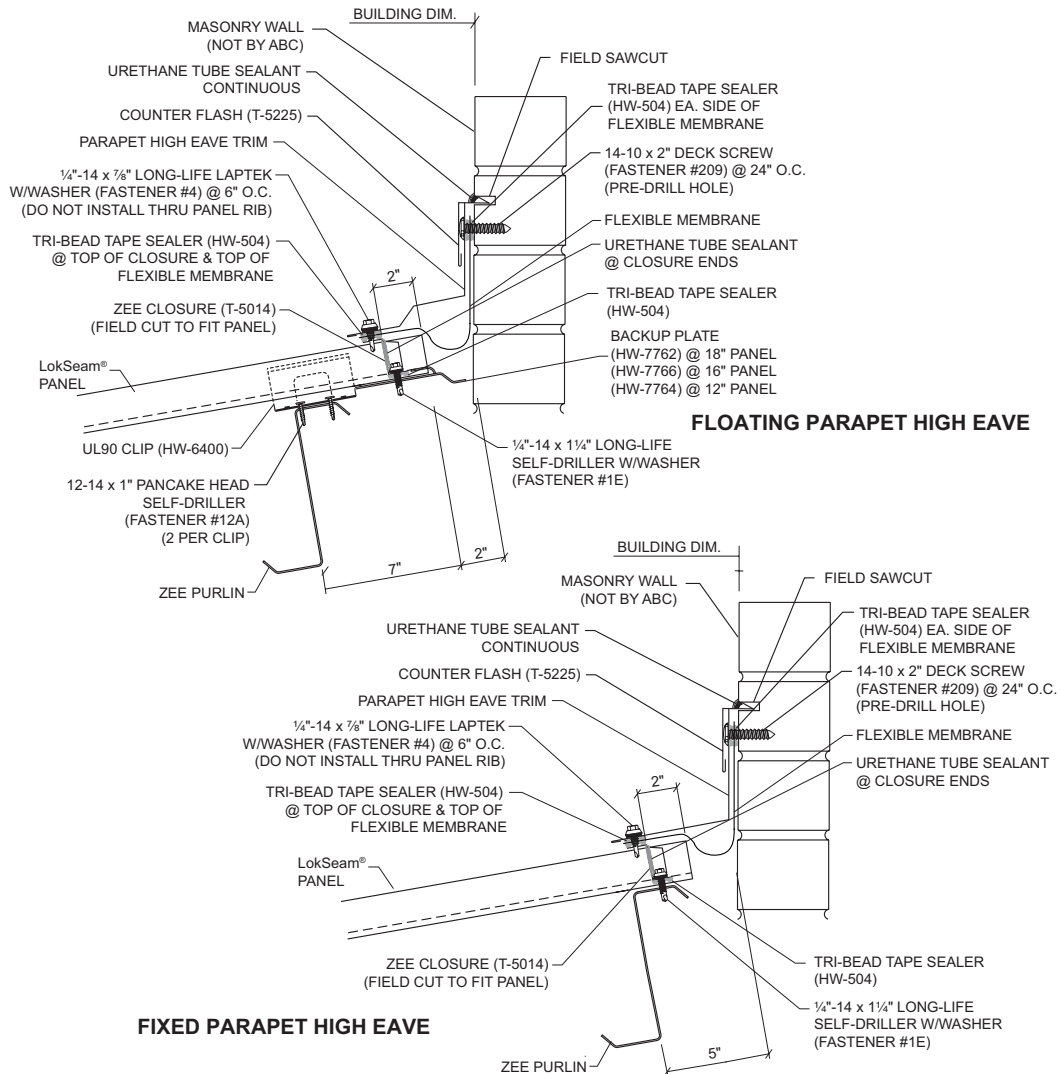 BUILDING DIM.
MASONRY WALL
(NOT BY ABC)
URETHANE TUBE SEALANT
CONTINUOUS
COUNTER FLASH (T-5225)
PARAPET HIGH EAVE TRIM
¼"-14 x ⅞" LONG-LIFE LAPTEK
W/WASHER (FASTENER #4) @ 6" O.C.
(DO NOT INSTALL THRU PANEL RIB)
TRI-BEAD TAPE SEALER (HW-504)
@ TOP OF CLOSURE & TOP OF
FLEXIBLE MEMBRANE
ZEE CLOSURE (T-5014)
(FIELD CUT TO FIT PANEL)
LokSeam®
PANEL
UL90 CLIP (HW-6400)
12-14 x 1" PANCAKE HEAD
SELF-DRILLER
(FASTENER #12A)
(2 PER CLIP)
ZEE PURLIN
2"
7"
2"
FIELD SAWCUT
TRI-BEAD TAPE SEALER
(HW-504) EA. SIDE OF
FLEXIBLE MEMBRANE
14-10 x 2" DECK SCREW
(FASTENER #209) @ 24" O.C.
(PRE-DRILL HOLE)
FLEXIBLE MEMBRANE
URETHANE TUBE SEALANT
@ CLOSURE ENDS
TRI-BEAD TAPE SEALER
(HW-504)
BACKUP PLATE
(HW-7762) @ 18" PANEL
(HW-7766) @ 16" PANEL
(HW-7764) @ 12" PANEL
FLOATING PARAPET HIGH EAVE
¼"-14 x 1¼" LONG-LIFE
SELF-DRILLER W/WASHER
(FASTENER #1E)
BUILDING DIM.
MASONRY WALL
(NOT BY ABC)
URETHANE TUBE SEALANT
CONTINUOUS
COUNTER FLASH (T-5225)
PARAPET HIGH EAVE TRIM
¼"-14 x ⅞" LONG-LIFE LAPTEK
W/WASHER (FASTENER #4) @ 6" O.C.
(DO NOT INSTALL THRU PANEL RIB)
TRI-BEAD TAPE SEALER (HW-504)
@ TOP OF CLOSURE & TOP OF
FLEXIBLE MEMBRANE
LokSeam®
PANEL
ZEE CLOSURE (T-5014)
(FIELD CUT TO FIT PANEL)
ZEE PURLIN
2"
5"
FIELD SAWCUT
TRI-BEAD TAPE SEALER
(HW-504) EA. SIDE OF
FLEXIBLE MEMBRANE
14-10 x 2" DECK SCREW
(FASTENER #209) @ 24" O.C.
(PRE-DRILL HOLE)
FLEXIBLE MEMBRANE
URETHANE TUBE SEALANT
@ CLOSURE ENDS
TRI-BEAD TAPE SEALER
(HW-504)
¼"-14 x 1¼" LONG-LIFE
SELF-DRILLER W/WASHER
(FASTENER #1E)
FIXED PARAPET HIGH EAVE